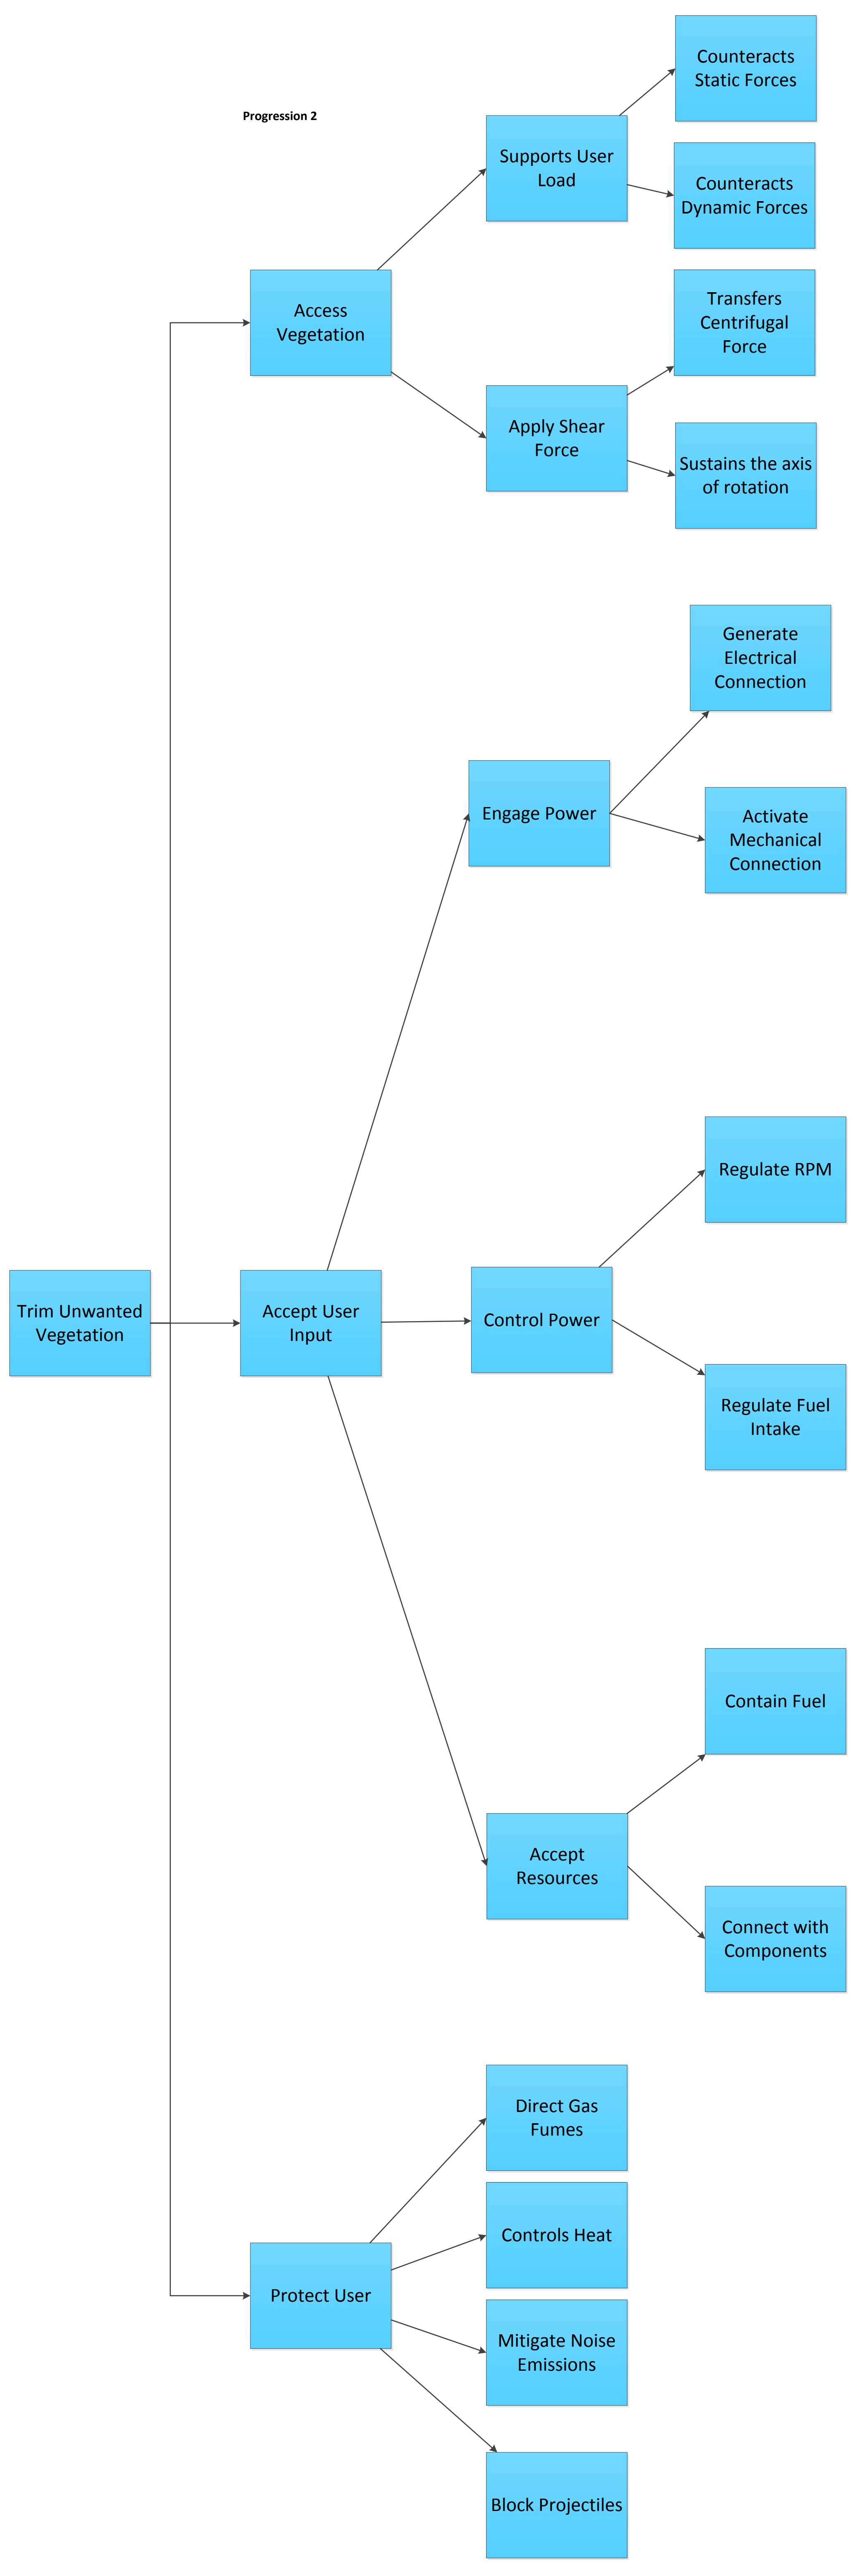 Counteracts
Static Forces
Progression 2
Supports User
Load
Counteracts
Dynamic Forces
Access
Vegetation
Transfers
Centrifugal
Force
Apply Shear
Force
Sustains the axis
of rotation
Generate
Electrical
Connection
Engage Power
Activate
Mechanical
Connection
Regulate RPM
Trim Unwanted
Vegetation
Accept User
Input
Control Power
Regulate Fuel
Intake
Contain Fuel
Accept
Resources
Connect with
Components
Direct Gas
Fumes
Controls Heat
Protect User
Mitigate Noise
Emissions
Block Projectiles